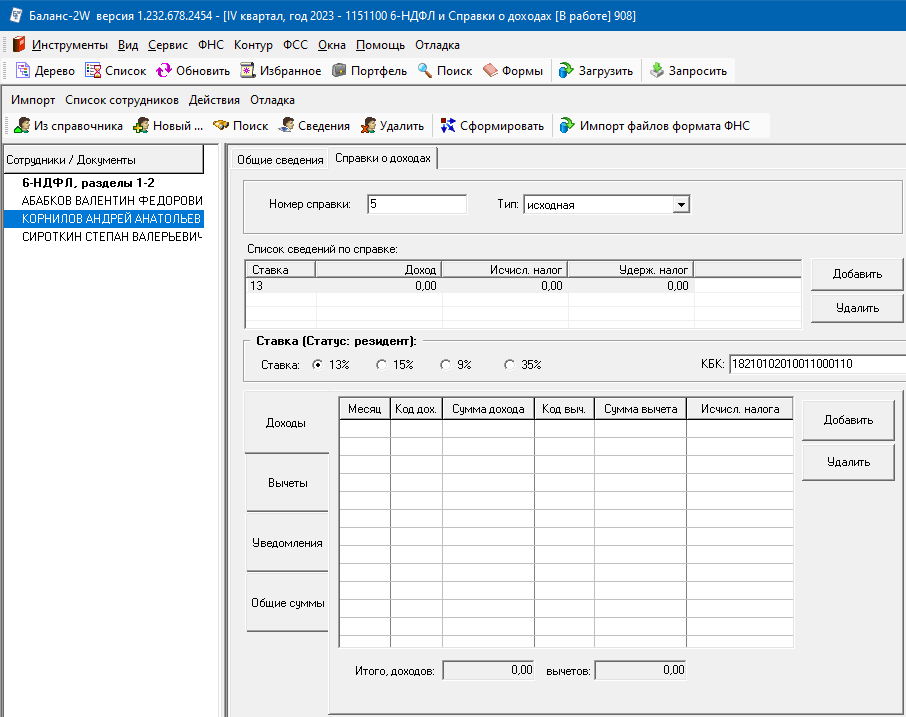 Баланс-2W версия 1.232.678.2454 - [IV квартал, год 2023 - 1151100 6-НДФЛ и Справки о доходах [В работе] 908]
Инструменты Вид Сервис ФНС Контур ФСС Окна Помощь Отладка
Дерево Список Обновить Избранное Портфель Поиск Формы Загрузить Запросить
Импорт Список сотрудников Действия Отладка
Из справочника Новый ... Поиск Сведения Удалить Сформировать Импорт файлов формата ФНС
Сотрудники / Документы
6-НДФЛ, разделы 1-2
АБАБКОВ ВАЛЕНТИН ФЕДОРОВИ
КОРНИЛОВ АНДРЕЙ АНАТОЛЬЕВ
СИРОТКИН СТЕПАН ВАЛЕРЬЕВИЧ
Общие сведения Справки о доходах
Номер справки: 5 Тип: исходная
Список сведений по справке:
Ставка Доход Исчисл. налог Удерж. налог
13 0,00 0,00 0,00
Добавить
Удалить
Ставка (Статус: резидент):
Ставка: 13% 15% 9% 35% КБК: 18210102010011000110
Доходы
Вычеты
Уведомления
Общие суммы
Месяц Код дох. Сумма дохода Код выч. Сумма вычета Исчисл. налога
Добавить
Удалить
Итого, доходов: 0,00 вычетов: 0,00